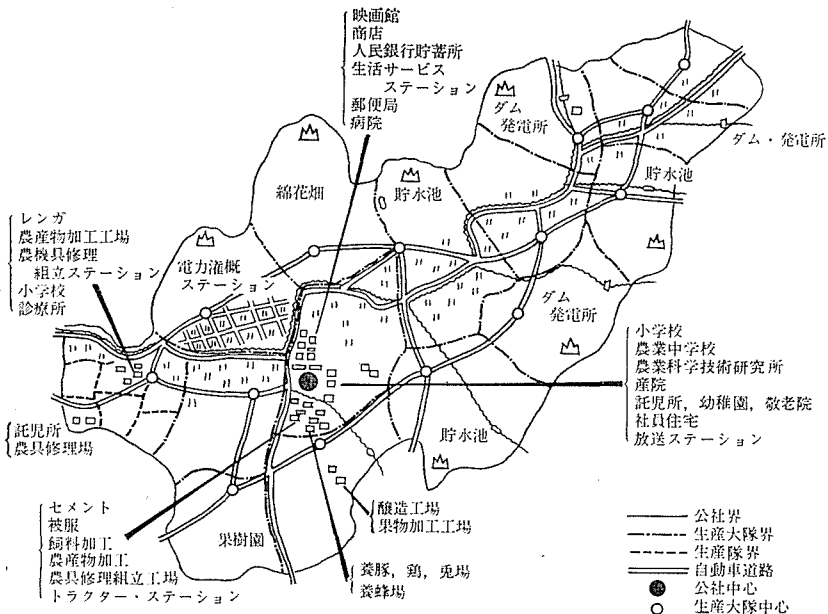 映画館
商店
人民銀行貯蓄所
生活サービス
ステーション
郵便局
病院
ダム
発電所
ダム・発電所
綿花畑
貯水池
貯水池
レンガ
農産物加工工場
農機具修理
組立ステーション
小学校
診療所
電力灌概
ステーション
ダム
発電所
小学校
農業中学校
農業科学技術研究所
産院
託児所，幼稚園，敬老院
社員住宅
放送ステーション
託児所
農具修理場
貯水池
セメント
被服
飼料加工
農産物加工
農具修理組立工場
トラクター・ステーション
果樹園
醸造工場
果物加工工場
養豚，鶏，兎場
養蜂場
公社界
生産大隊界
生産隊界
自動車道路
公社中心
生産大隊中心